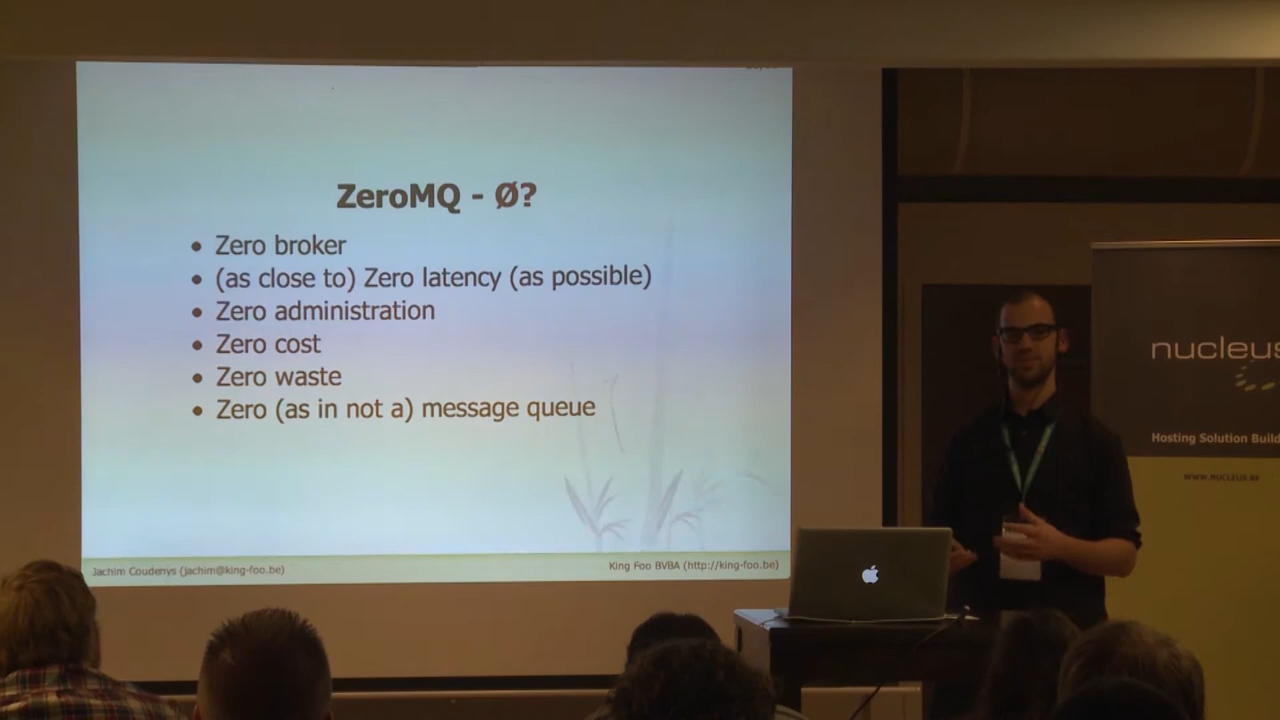 ZeroMQ - Ø?
• Zero broker
• (as close to) Zero latency (as possible)
• Zero administration
• Zero cost
• Zero waste
• Zero (as in not a) message queue
Jachim Coudenys (jachim@king-foo.be)
King Foo BVBA (http://king-foo.be)
nucleus
Hosting Solution Build
WWW.NUCLEUS.BE